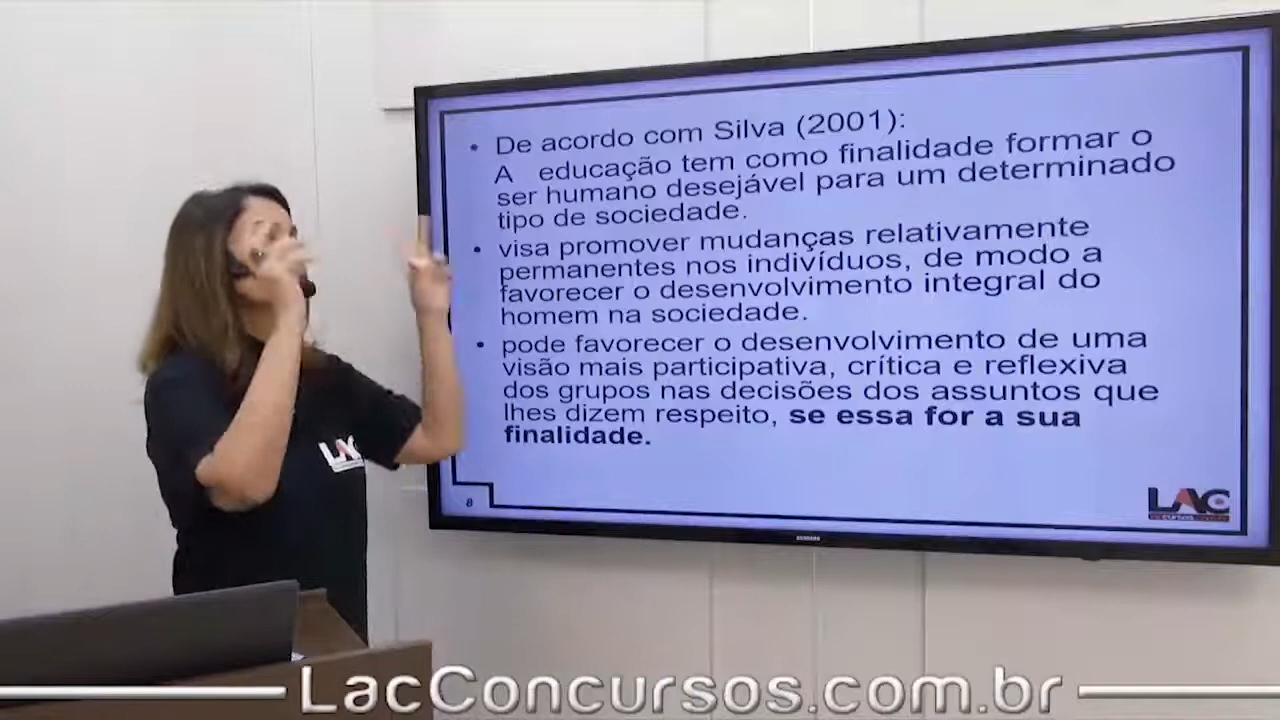 • De acordo com Silva (2001):
A educação tem como finalidade formar o
ser humano desejável para um determinado
tipo de sociedade.
• visa promover mudanças relativamente
permanentes nos indivíduos, de modo a
favorecer o desenvolvimento integral do
homem na sociedade.
• pode favorecer o desenvolvimento de uma
visão mais participativa, crítica e reflexiva
dos grupos nas decisões dos assuntos que
lhes dizem respeito, se essa for a sua
finalidade.
8
LAC
LAC
SAMSUNG
LacConcursos.com.br